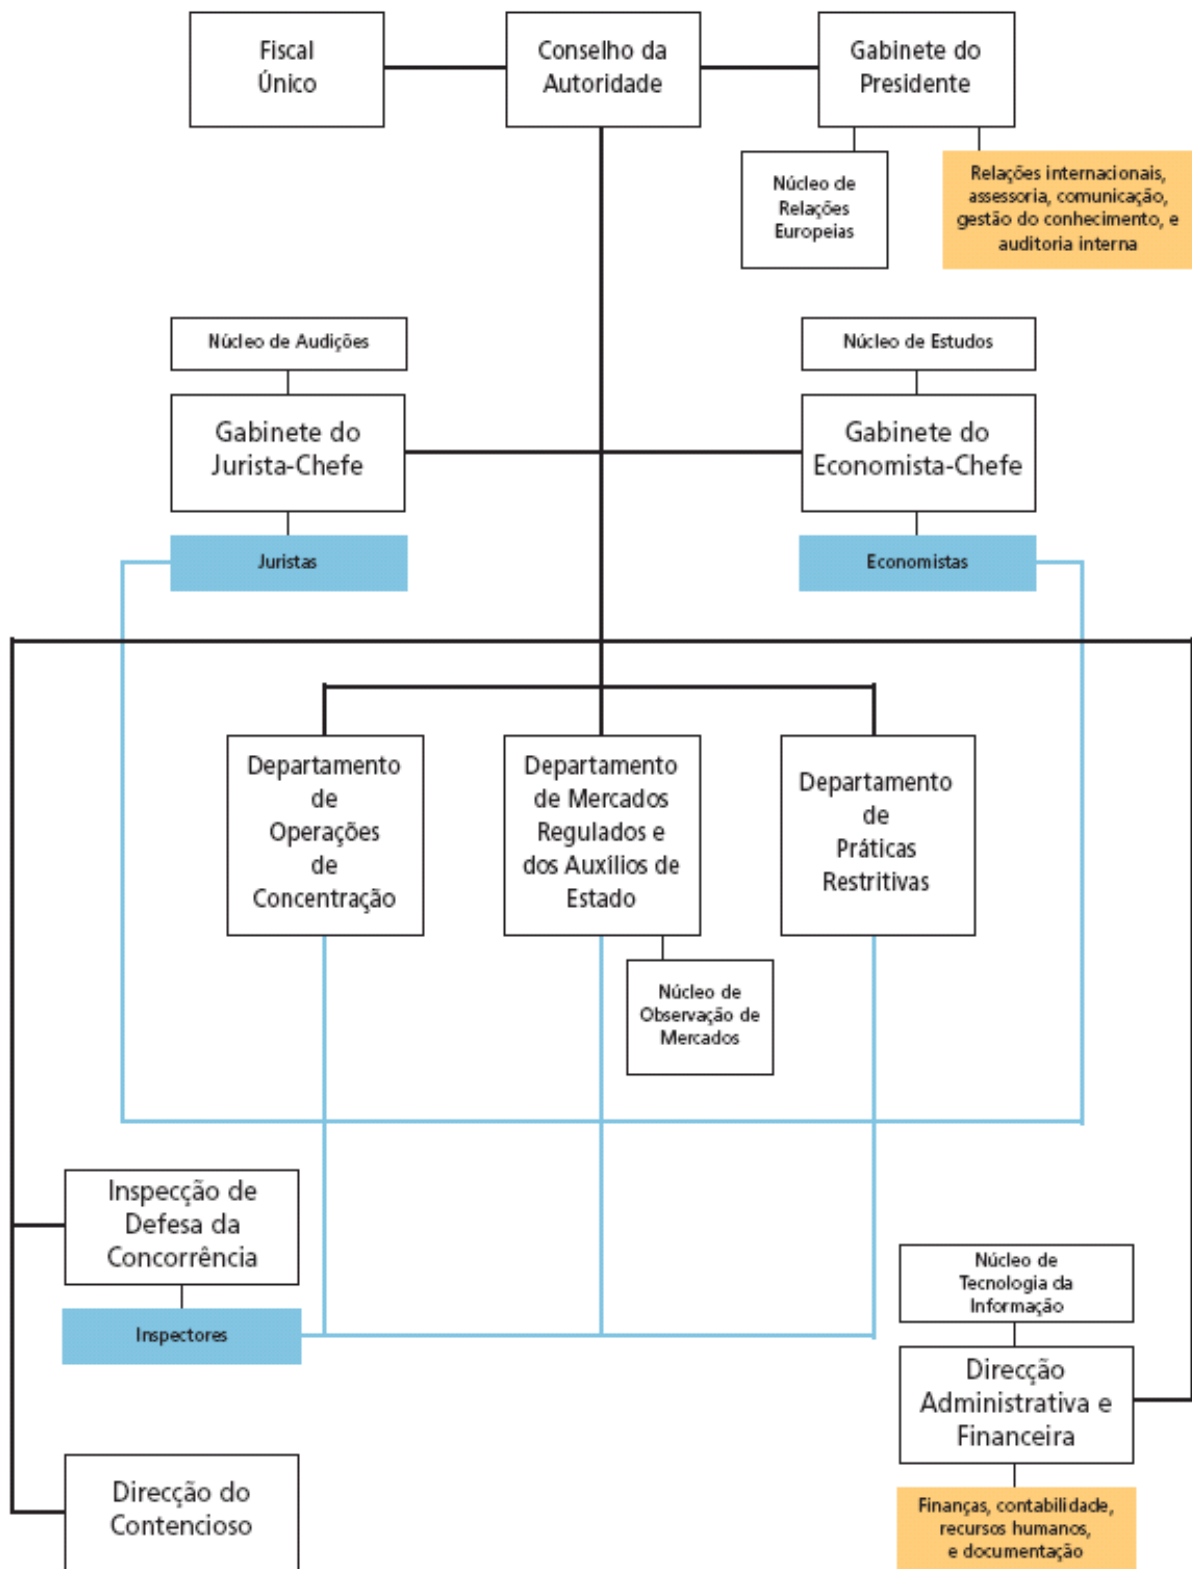 Fiscal
Único
Conselho da
Autoridade
Gabinete do
Presidente
Núcleo de
Relações
Europeias
Relações internacionais,
assessoria, comunicação,
gestão do conhecimento, e
auditoria interna
Núcleo de Audições
Núcleo de Estudos
Gabinete do
Jurista-Chefe
Gabinete do
Economista-Chefe
Juristas
Economistas
Departamento
de
Operações
de
Concentração
Departamento
de Mercados
Regulados e
dos Auxílios de
Estado
Departamento
de
Práticas
Restritivas
Núcleo de
Observação de
Mercados
Inspecção de
Defesa da
Concorrência
Inspectores
Núcleo de
Tecnologia da
Informação
Direcção
Administrativa e
Financeira
Finanças, contabilidade,
recursos humanos,
e documentação
Direcção do
Contencioso